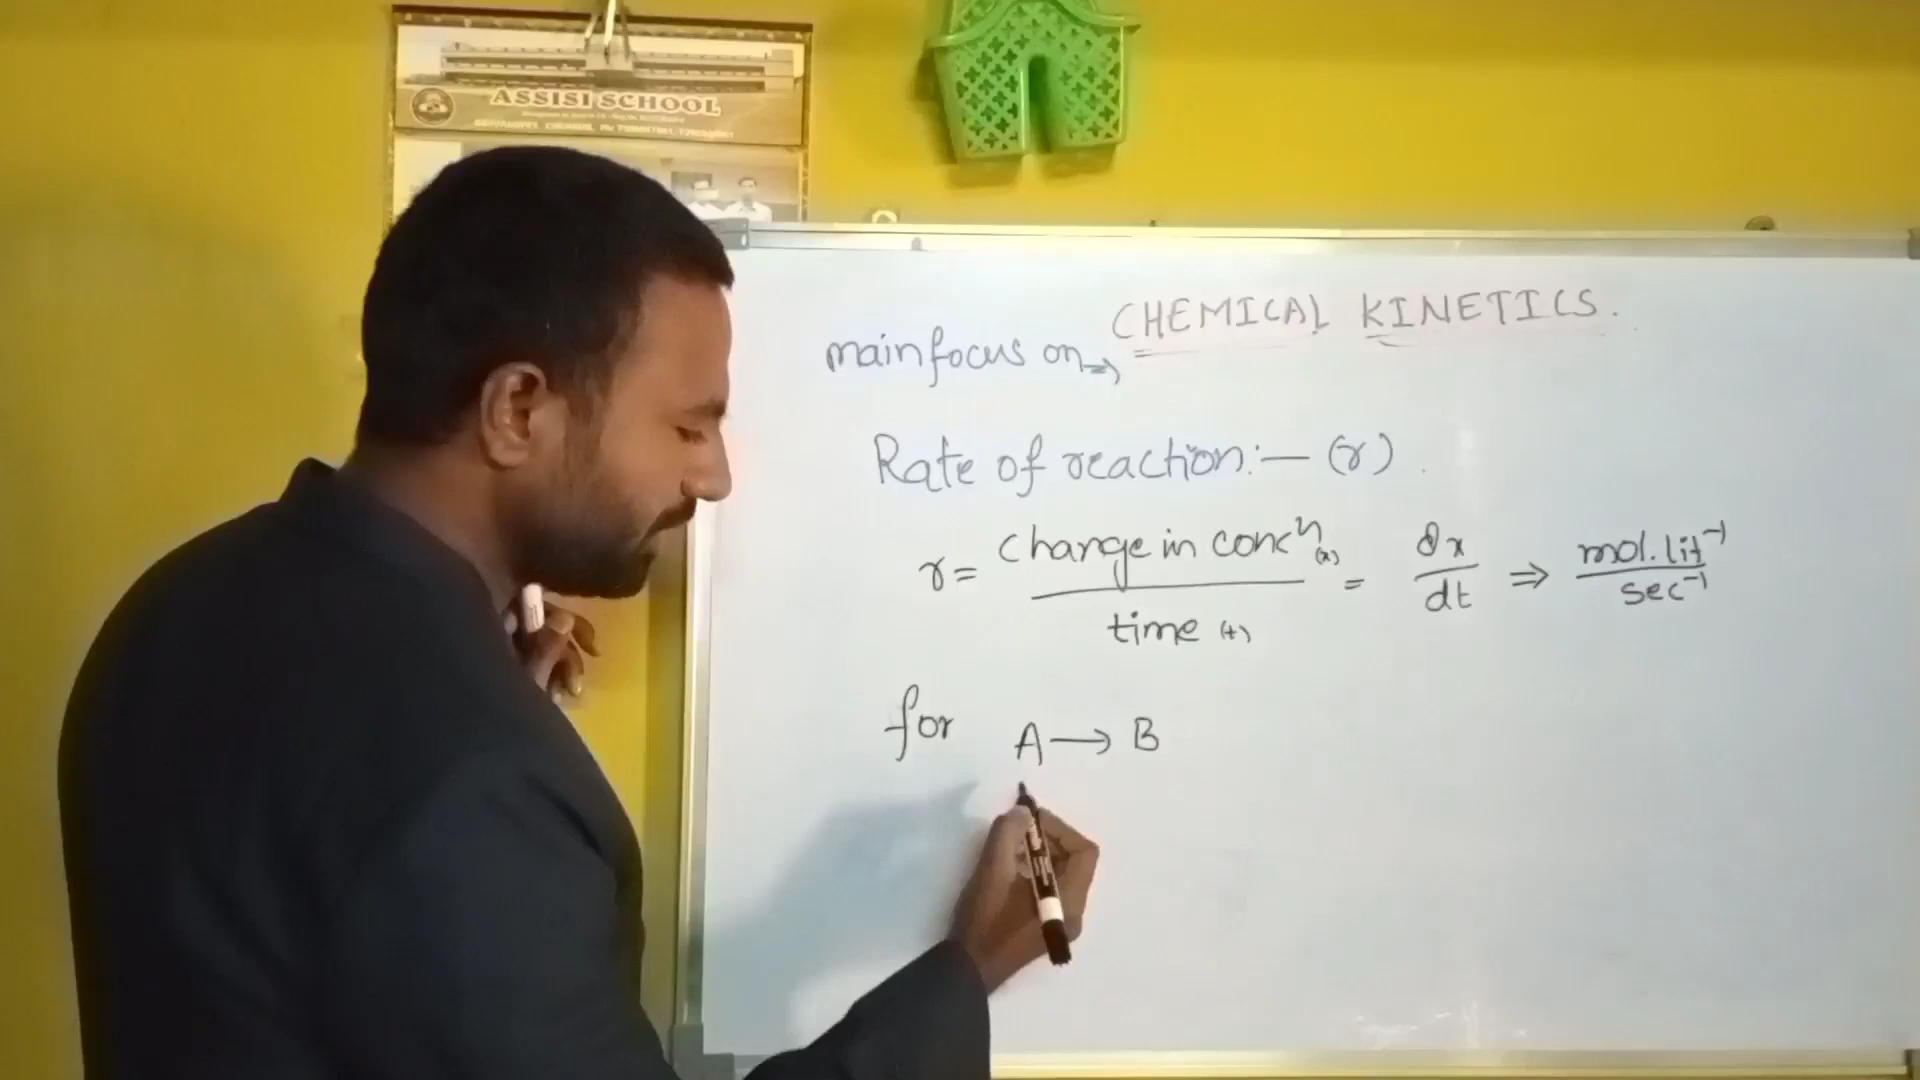 ASSISI SCHOOL
CHEMICAL KINETICS.
main focus on →
Rate of reaction:— (r).
r = change in concⁿ (x) / time (t) = dx / dt ⇒ mol. lit⁻¹ / sec⁻¹
for A → B